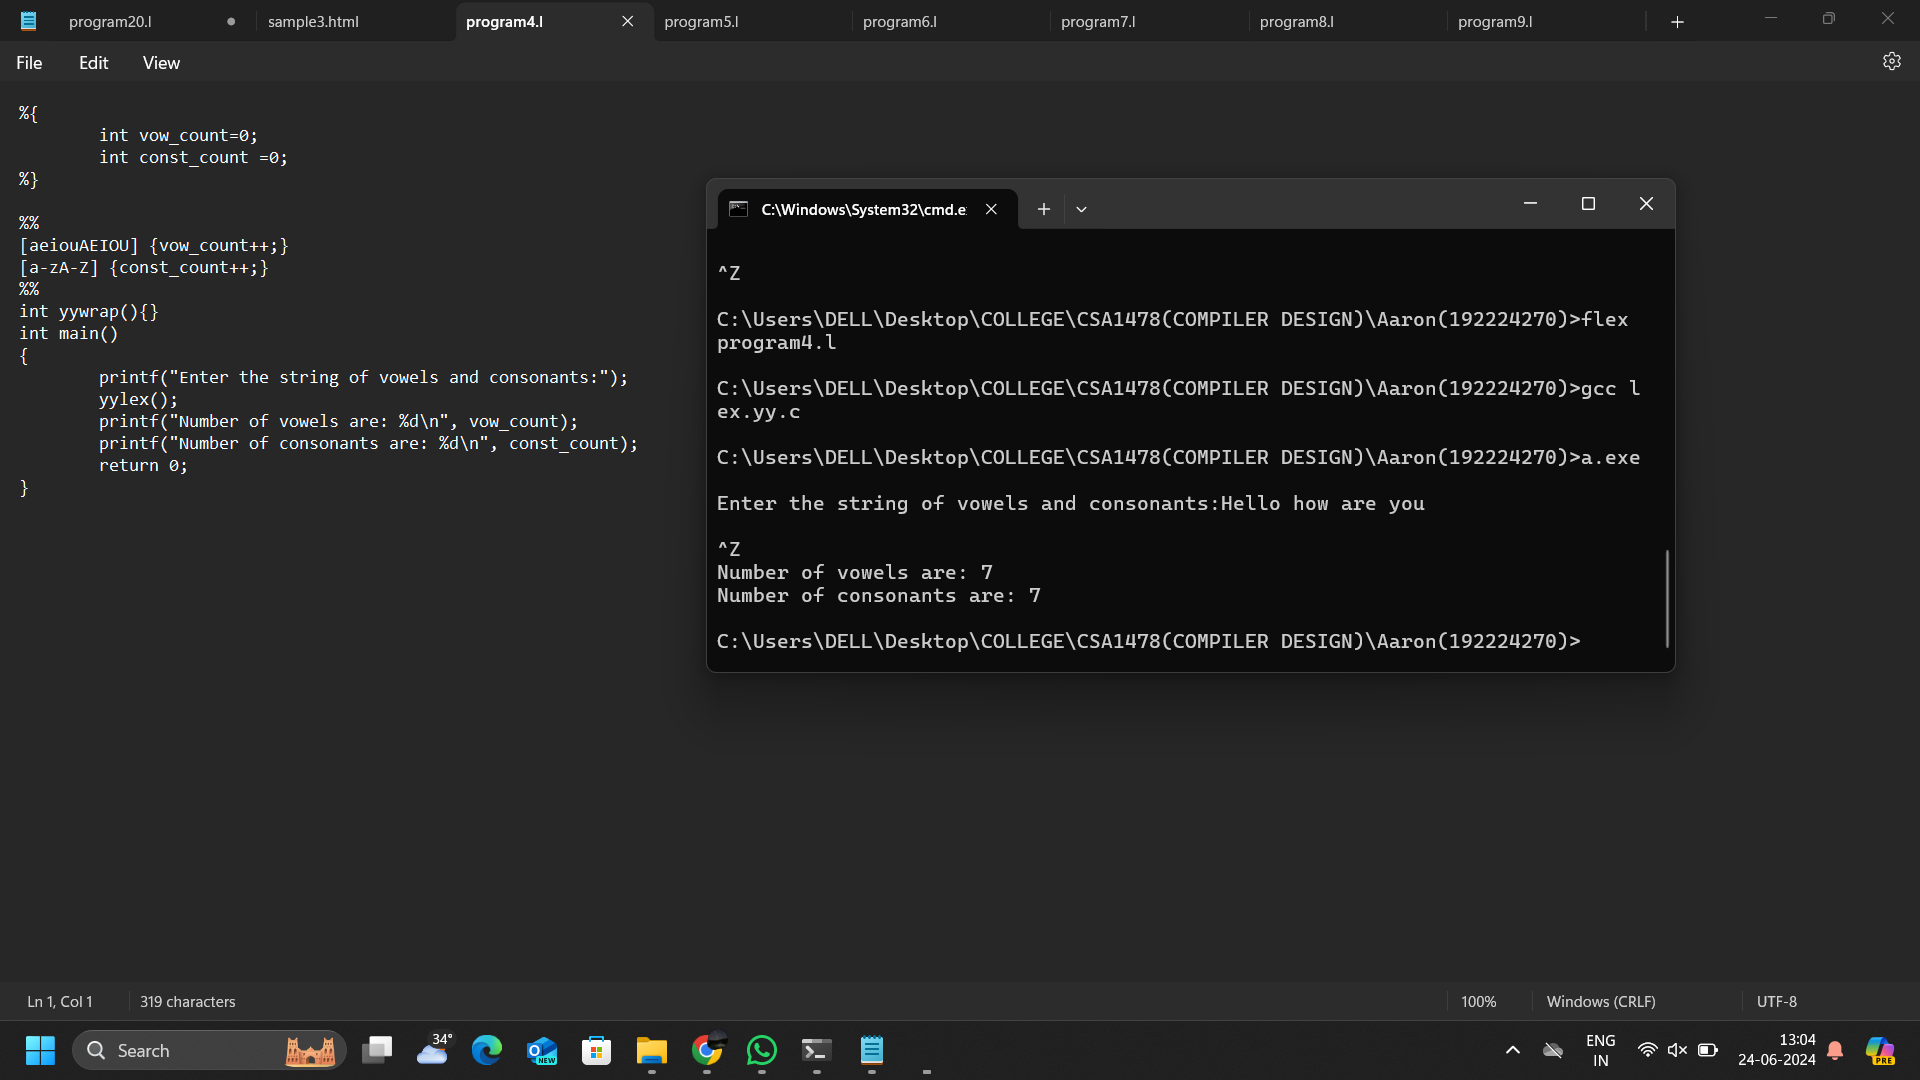 program20.l
sample3.html
program4.l
program5.l
program6.l
program7.l
program8.l
program9.l
File
Edit
View
%{
int vow_count=0;
int const_count =0;
%}
%%
[aeiouAEIOU] {vow_count++;}
[a-zA-Z] {const_count++;}
%%
int yywrap(){}
int main()
{
printf("Enter the string of vowels and consonants:");
yylex();
printf("Number of vowels are: %d\n", vow_count);
printf("Number of consonants are: %d\n", const_count);
return 0;
}
C:\Windows\System32\cmd.e
^Z
C:\Users\DELL\Desktop\COLLEGE\CSA1478(COMPILER DESIGN)\Aaron(192224270)>flex
program4.l
C:\Users\DELL\Desktop\COLLEGE\CSA1478(COMPILER DESIGN)\Aaron(192224270)>gcc l
ex.yy.c
C:\Users\DELL\Desktop\COLLEGE\CSA1478(COMPILER DESIGN)\Aaron(192224270)>a.exe
Enter the string of vowels and consonants:Hello how are you
^Z
Number of vowels are: 7
Number of consonants are: 7
C:\Users\DELL\Desktop\COLLEGE\CSA1478(COMPILER DESIGN)\Aaron(192224270)>
Ln 1, Col 1
319 characters
100%
Windows (CRLF)
UTF-8
Search
34°
NEW
ENG
IN
13:04
24-06-2024
PRE